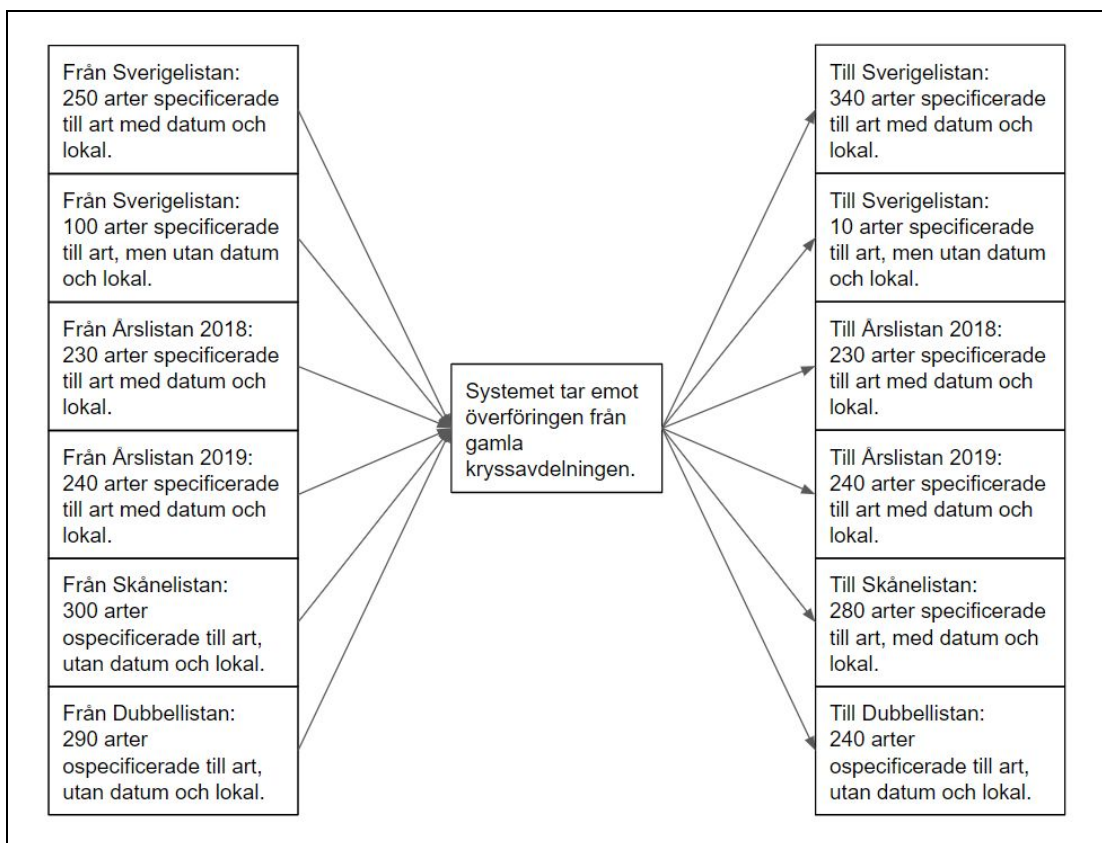 Från Sverigelistan:
250 arter specificerade
till art med datum och
lokal.
Från Sverigelistan:
100 arter specificerade
till art, men utan datum
och lokal.
Från Årslistan 2018:
230 arter specificerade
till art med datum och
lokal.
Från Årslistan 2019:
240 arter specificerade
till art med datum och
lokal.
Från Skånelistan:
300 arter
ospecificerade till art,
utan datum och lokal.
Från Dubbellistan:
290 arter
ospecificerade till art,
utan datum och lokal.
Systemet tar emot
överföringen från
gamla
kryssavdelningen.
Till Sverigelistan:
340 arter specificerade
till art med datum och
lokal.
Till Sverigelistan:
10 arter specificerade
till art, men utan datum
och lokal.
Till Årslistan 2018:
230 arter specificerade
till art med datum och
lokal.
Till Årslistan 2019:
240 arter specificerade
till art med datum och
lokal.
Till Skånelistan:
280 arter specificerade
till art, med datum och
lokal.
Till Dubbellistan:
240 arter
ospecificerade till art,
utan datum och lokal.